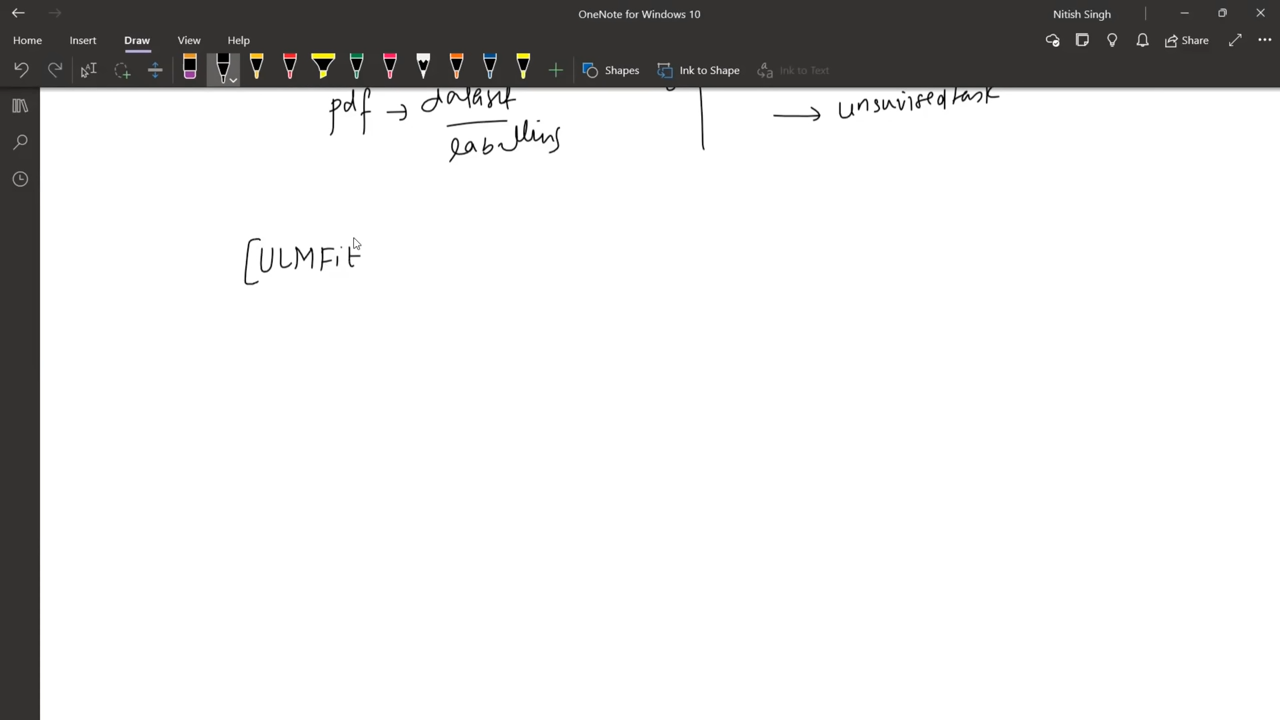 OneNote for Windows 10
Nitish Singh
Home Insert Draw View Help
Share
Shapes Ink to Shape Ink to Text
pdf → dataset
labelling
→ unsuvised task
[ULMFit